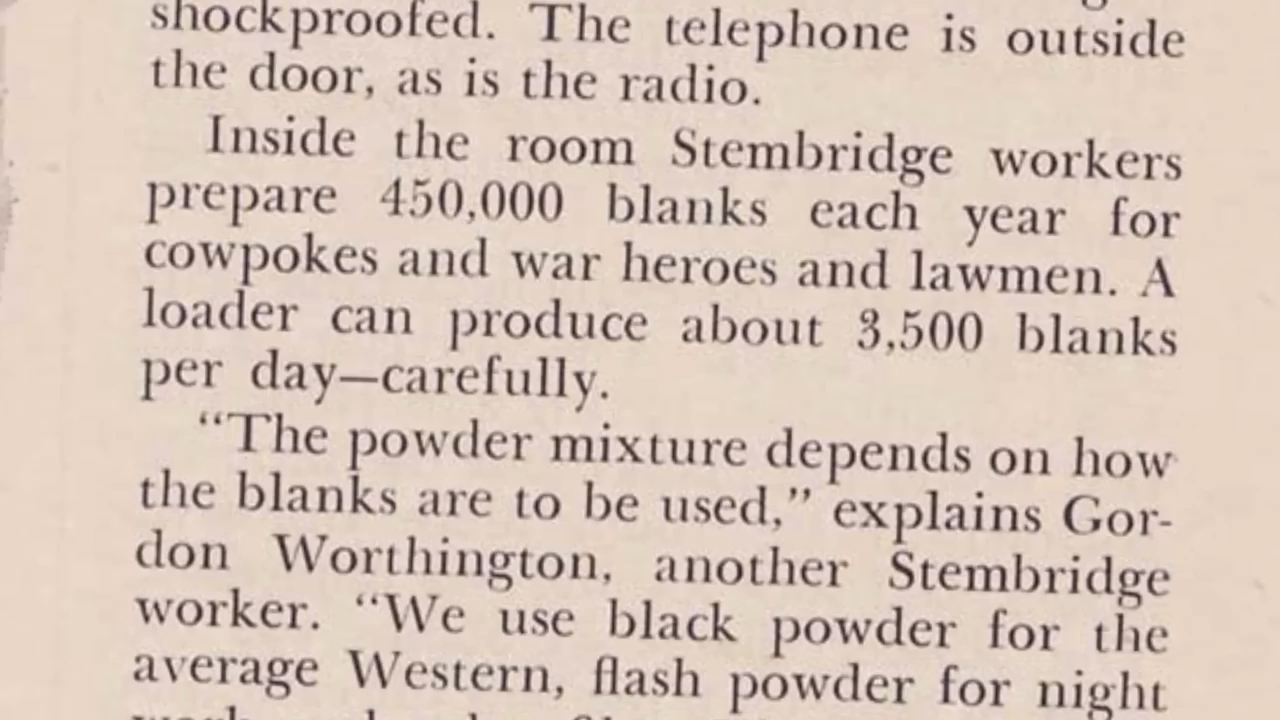 shockproofed. The telephone is outside
the door, as is the radio.
Inside the room Stembridge workers
prepare 450,000 blanks each year for
cowpokes and war heroes and lawmen. A
loader can produce about 3,500 blanks
per day—carefully.
“The powder mixture depends on how
the blanks are to be used,” explains Gor-
don Worthington, another Stembridge
worker. “We use black powder for the
average Western, flash powder for night